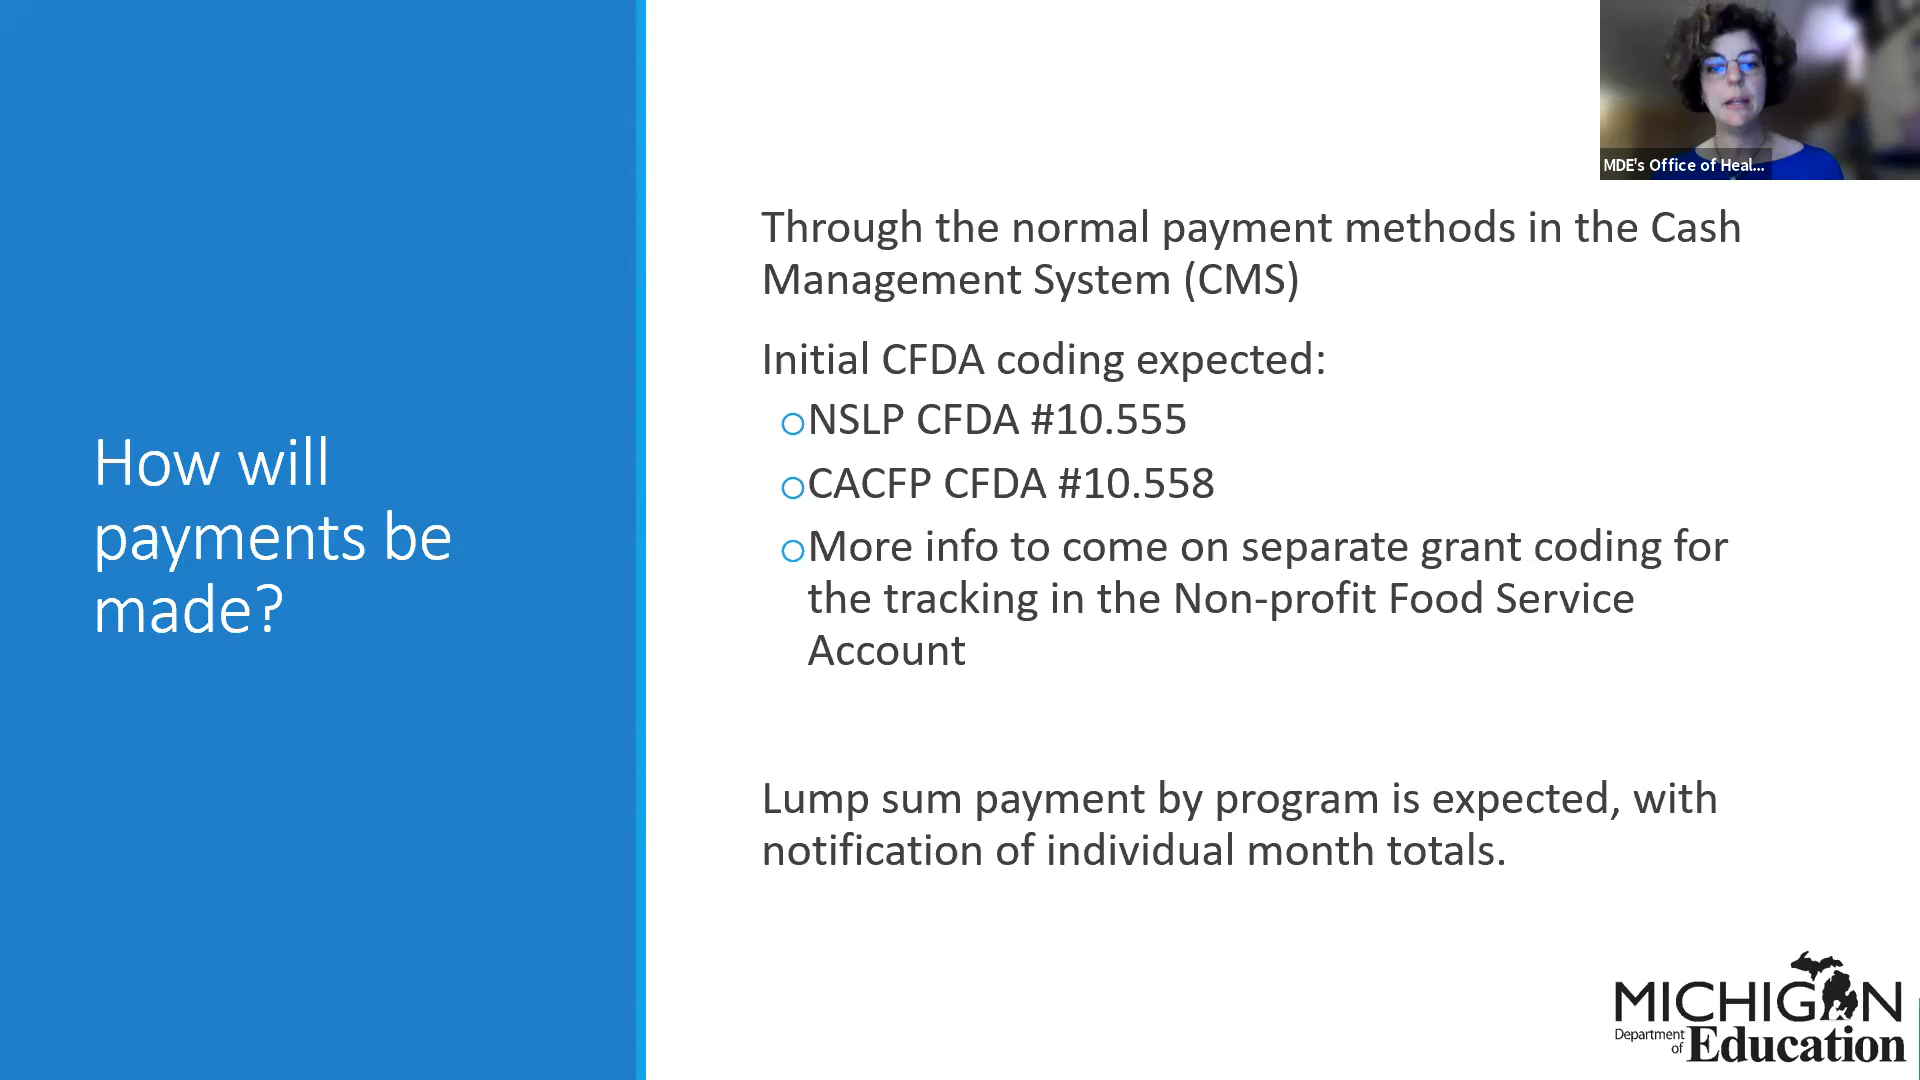 MDE's Office of Heal...
How will
payments be
made?
Through the normal payment methods in the Cash
Management System (CMS)
Initial CFDA coding expected:
oNSLP CFDA #10.555
oCACFP CFDA #10.558
oMore info to come on separate grant coding for
the tracking in the Non-profit Food Service
Account
Lump sum payment by program is expected, with
notification of individual month totals.
MICHIGAN
Department
of Education